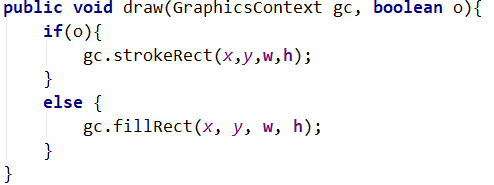 public void draw(GraphicsContext gc, boolean o){
    if(o){
        gc.strokeRect(x,y,w,h);
    }
    else {
        gc.fillRect(x, y, w, h);
    }
}